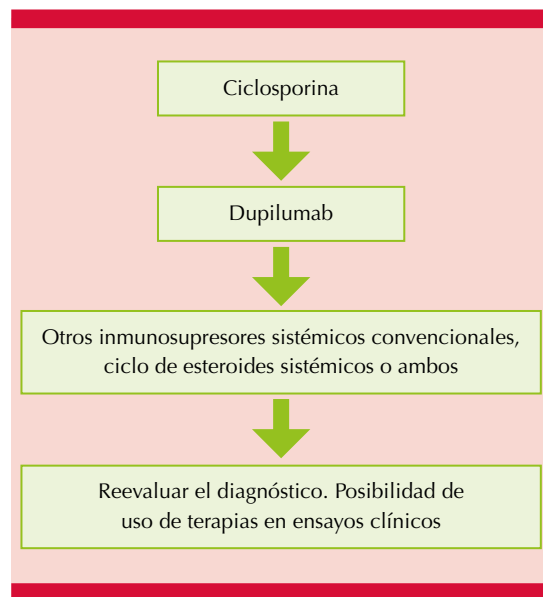 Ciclosporina
Dupilumab
Otros inmunosupresores sistémicos convencionales,
ciclo de esteroides sistémicos o ambos
Reevaluar el diagnóstico. Posibilidad de
uso de terapias en ensayos clínicos